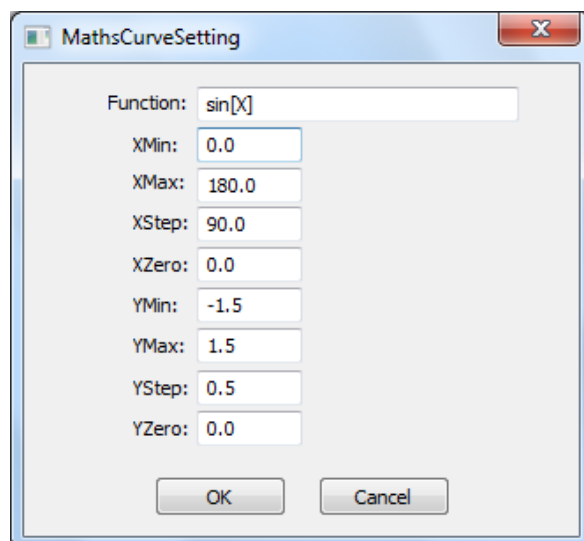 MathsCurveSetting
Function: sin[X]
XMin: 0.0
XMax: 180.0
XStep: 90.0
XZero: 0.0
YMin: -1.5
YMax: 1.5
YStep: 0.5
YZero: 0.0
OK Cancel